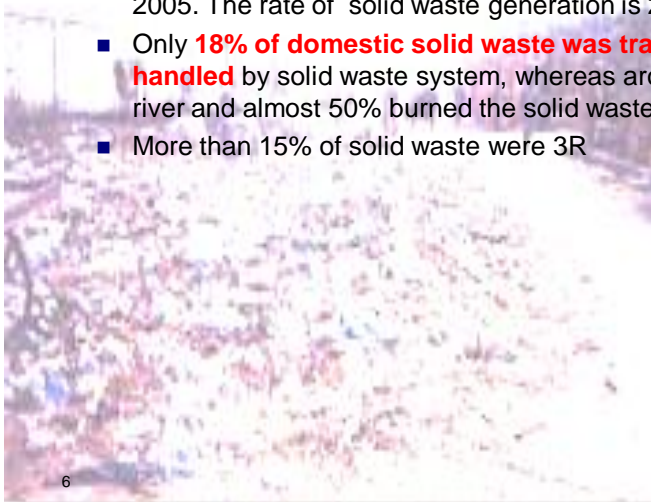 2005. The rate of solid waste generation is
Only 18% of domestic solid waste was
handled by solid waste system, whereas
river and almost 50% burned the solid waste
More than 15% of solid waste were 3R
6